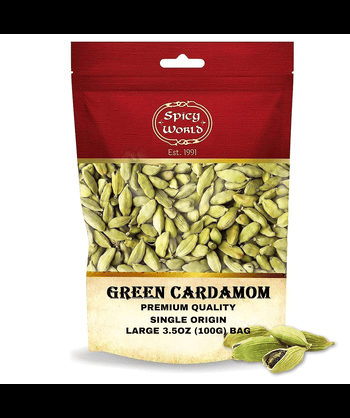 Spicy
World
Est. 1991
GREEN CARDAMOM
PREMIUM QUALITY
SINGLE ORIGIN
LARGE 3.5OZ (100G) BAG